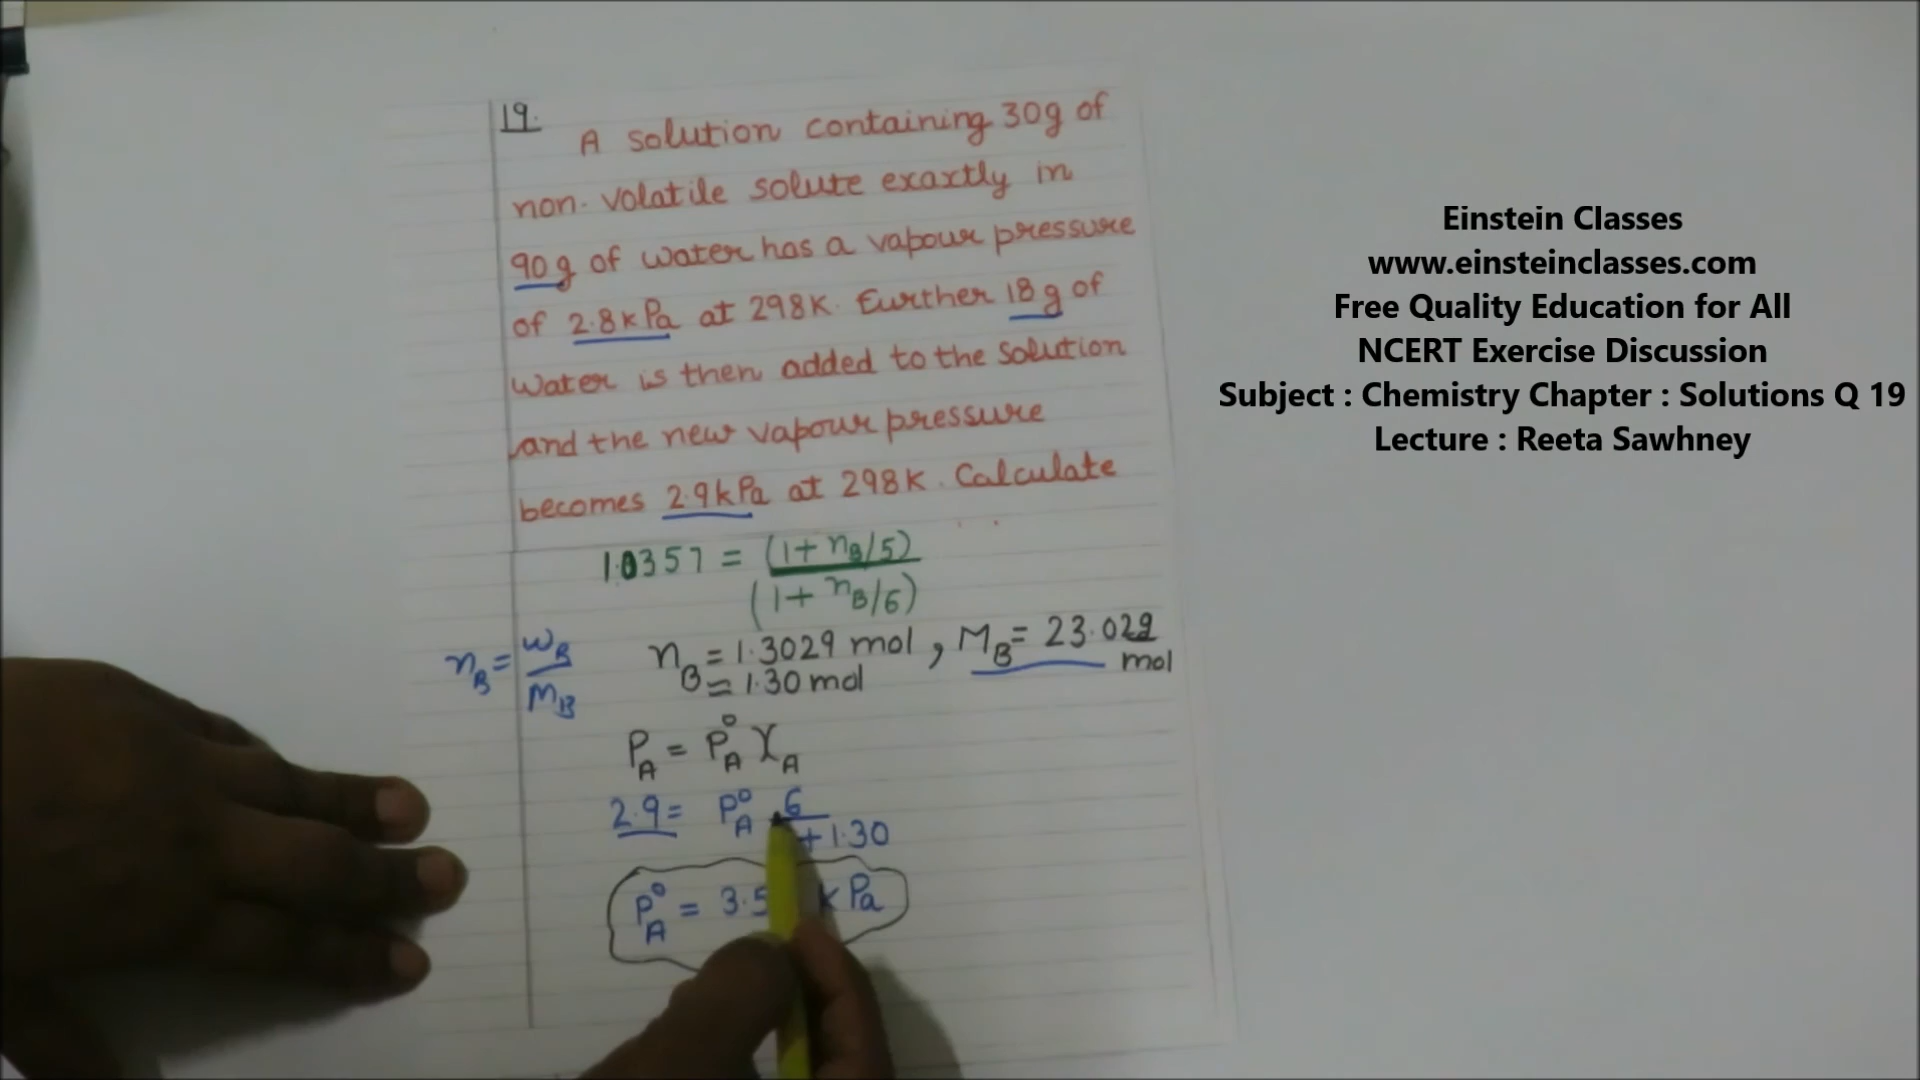 19.
A solution containing 30g of
non-volatile solute exaxtly in
90g of water has a vapour pressure
of 2.8kPa at 298K. Further 18g of
water is then added to the solution
and the new vapour pressure
becomes 2.9kPa at 298K. Calculate
1.0357 = (1+ nB/5)
(1+ nB/6)
nB = wB
MB
nB = 1.3029 mol, MB = 23.02g
mol
≃ 1.30 mol
PA = P°A χA
2.9 = P°A 6
+1.30
P°A = 3.5 kPa
Einstein Classes
www.einsteinclasses.com
Free Quality Education for All
NCERT Exercise Discussion
Subject : Chemistry Chapter : Solutions Q 19
Lecture : Reeta Sawhney